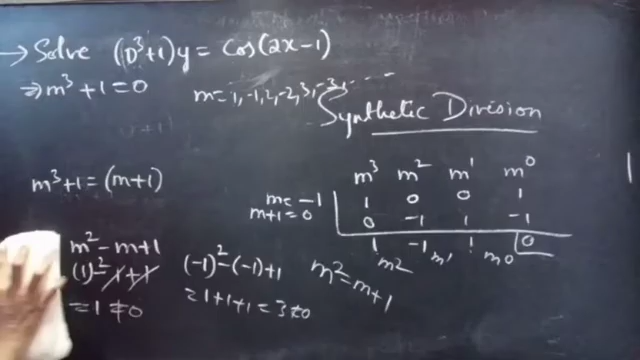 → Solve (D³+1)y = cos(2x-1)
⇒ m³+1=0
m=1,-1,2,-2,3,-3,....
Synthetic Division
m³+1=(m+1)
m³ m² m¹ m⁰
m=-1 1 0 0 1
m+1=0 0 -1 1 -1
1 -1 1 0
m² m¹ m⁰
m²-m+1
(1)²-1+1
=1≠0
(-1)²-(-1)+1
=1+1+1=3≠0
m²=m+1